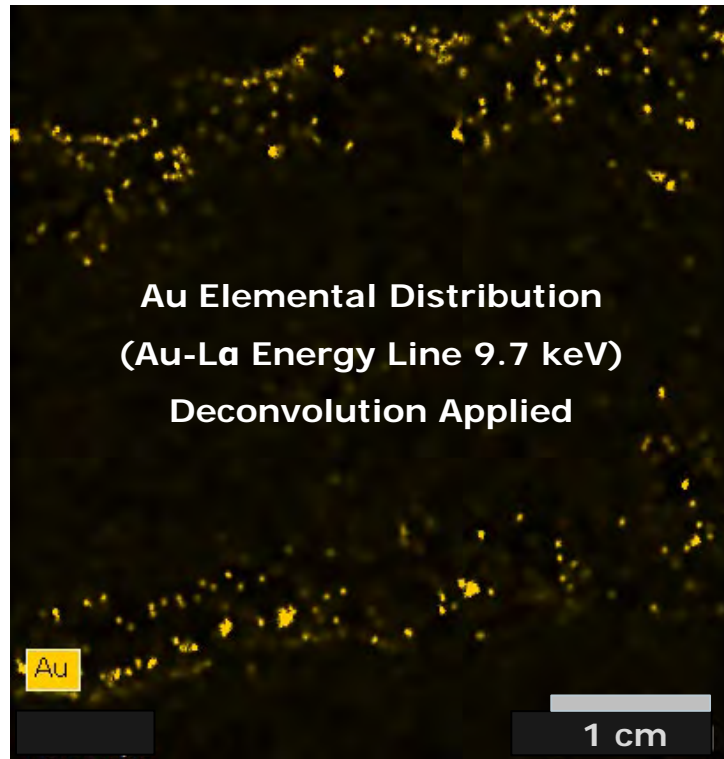 Au Elemental Distribution
(Au-Lα Energy Line 9.7 keV)
Deconvolution Applied
Au
1 cm